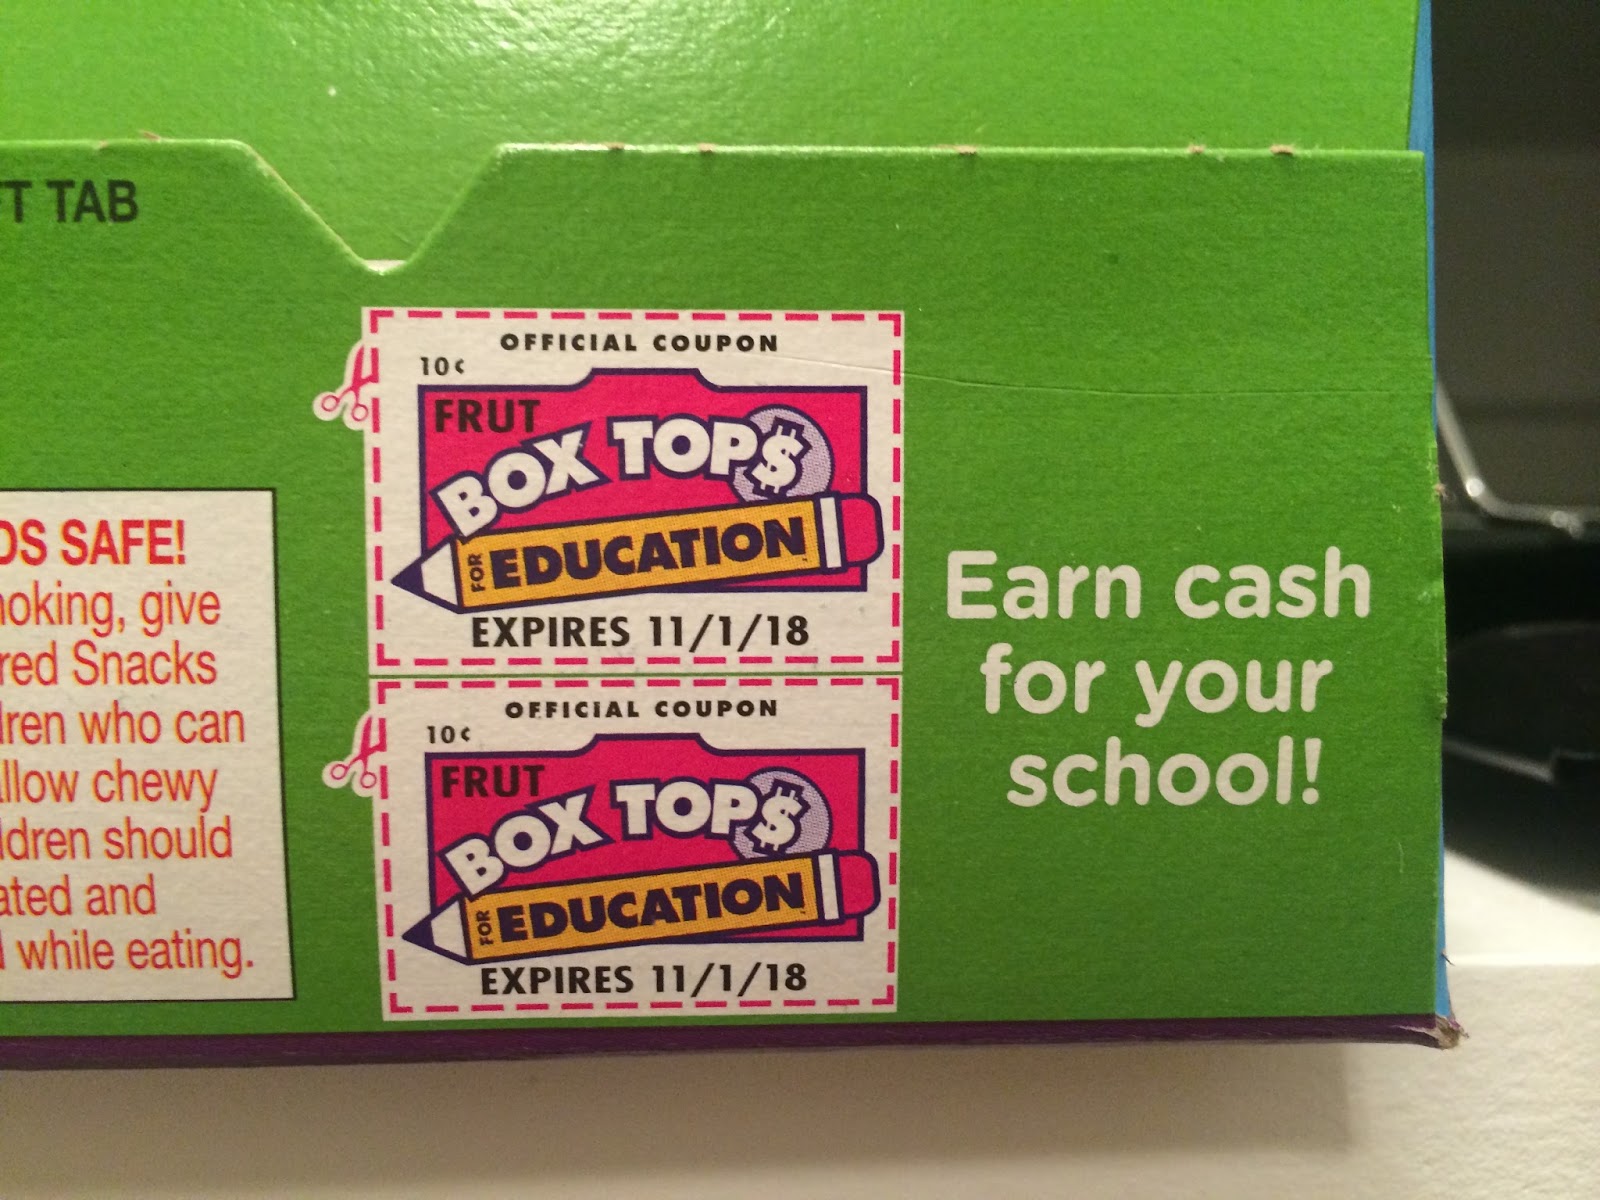 FT TAB
OFFICIAL COUPON
10¢
FRUT
BOX TOP$
FOR EDUCATION
EXPIRES 11/1/18
OFFICIAL COUPON
10¢
FRUT
BOX TOP$
FOR EDUCATION
EXPIRES 11/1/18
DS SAFE!
noking, give
red Snacks
dren who can
allow chewy
ldren should
ated and
d while eating.
Earn cash
for your
school!